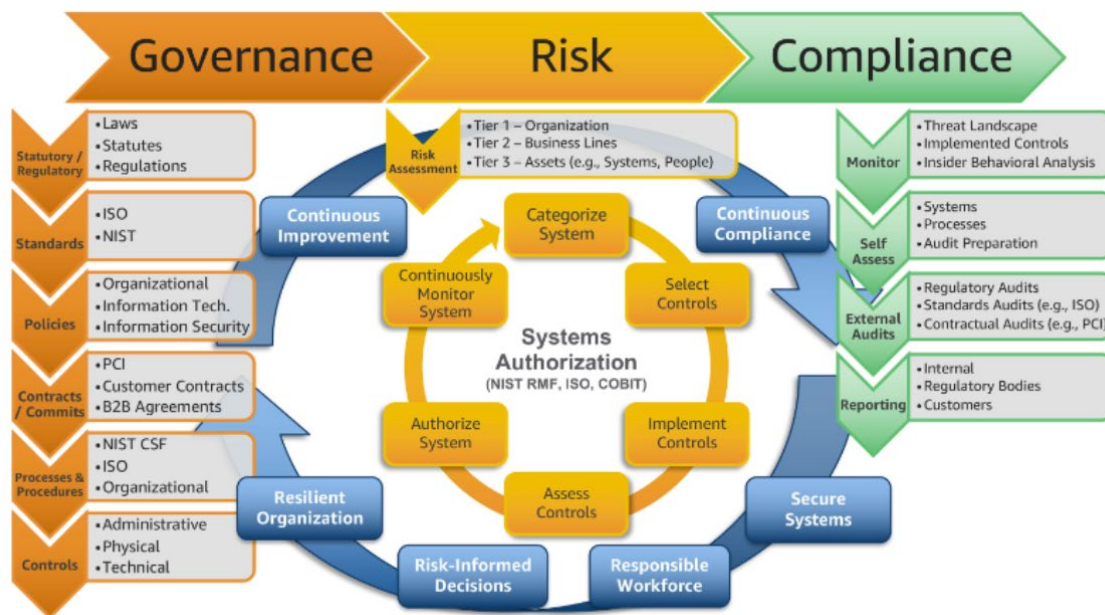 Governance
Risk
Compliance
Statutory /
Regulatory
• Laws
• Statutes
• Regulations
Standards
• ISO
• NIST
Policies
• Organizational
• Information Tech.
• Information Security
Contracts
/ Commits
• PCI
• Customer Contracts
• B2B Agreements
Processes &
Procedures
• NIST CSF
• ISO
• Organizational
Controls
• Administrative
• Physical
• Technical
Risk
Assessment
• Tier 1 – Organization
• Tier 2 – Business Lines
• Tier 3 – Assets (e.g., Systems, People)
Continuous
Improvement
Continuous
Compliance
Categorize
System
Select
Controls
Implement
Controls
Assess
Controls
Authorize
System
Continuously
Monitor
System
Systems
Authorization
(NIST RMF, ISO, COBIT)
Secure
Systems
Responsible
Workforce
Risk-Informed
Decisions
Resilient
Organization
Monitor
• Threat Landscape
• Implemented Controls
• Insider Behavioral Analysis
Self
Assess
• Systems
• Processes
• Audit Preparation
External
Audits
• Regulatory Audits
• Standards Audits (e.g., ISO)
• Contractual Audits (e.g., PCI)
Reporting
• Internal
• Regulatory Bodies
• Customers